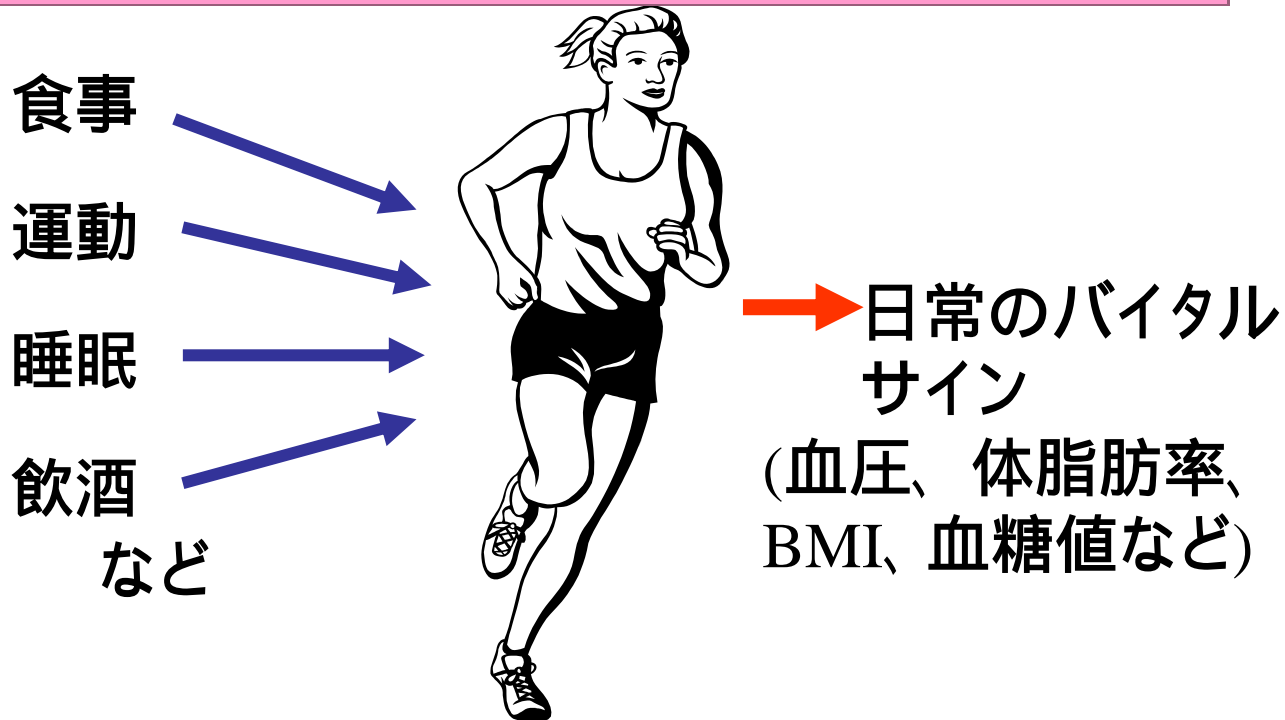 食事
運動
睡眠
飲酒
など
日常のバイタル
サイン
(血圧、体脂肪率、
BMI、血糖値など)